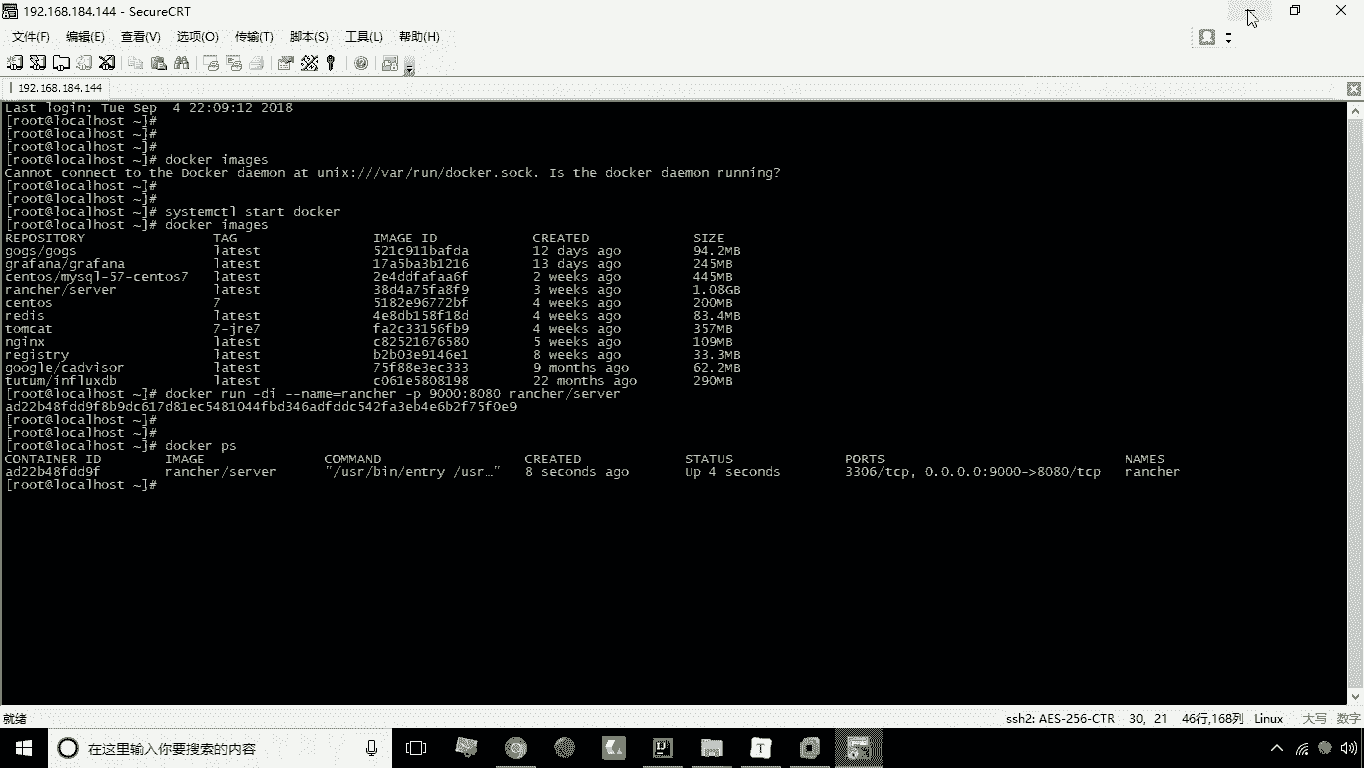 192.168.184.144 - SecureCRT
文件(F) 编辑(E) 查看(V) 选项(O) 传输(T) 脚本(S) 工具(L) 帮助(H)
192.168.184.144
Last login: Tue Sep  4 22:09:12 2018
[root@localhost ~]#
[root@localhost ~]#
[root@localhost ~]#
[root@localhost ~]# docker images
Cannot connect to the Docker daemon at unix:///var/run/docker.sock. Is the docker daemon running?
[root@localhost ~]#
[root@localhost ~]#
[root@localhost ~]# systemctl start docker
[root@localhost ~]# docker images
REPOSITORY TAG IMAGE ID CREATED SIZE
gogs/gogs latest 521c911bafda 12 days ago 94.2MB
grafana/grafana latest 17a5ba3b1216 13 days ago 245MB
centos/mysql-57-centos7 latest 2e4ddfafaa6f 2 weeks ago 445MB
rancher/server latest 38d4a75fa8f9 3 weeks ago 1.08GB
centos 7 5182e96772bf 4 weeks ago 200MB
redis latest 4e8db158f18d 4 weeks ago 83.4MB
tomcat 7-jre7 fa2c33156fb9 4 weeks ago 357MB
nginx latest c82521676580 5 weeks ago 109MB
registry latest b2b03e9146e1 8 weeks ago 33.3MB
google/cadvisor latest 75f88e3ec333 9 months ago 62.2MB
tutum/influxdb latest c061e5808198 22 months ago 290MB
[root@localhost ~]# docker run -di --name=rancher -p 9000:8080 rancher/server
ad22b48fdd9f8b9dc617d81ec5481044fbd346adfddc542fa3eb4e6b2f75f0e9
[root@localhost ~]#
[root@localhost ~]#
[root@localhost ~]# docker ps
CONTAINER ID IMAGE COMMAND CREATED STATUS PORTS NAMES
ad22b48fdd9f rancher/server "/usr/bin/entry /usr…" 8 seconds ago Up 4 seconds 3306/tcp, 0.0.0.0:9000->8080/tcp rancher
[root@localhost ~]#
就绪 ssh2: AES-256-CTR 30, 21 46行,168列 Linux 大写 数字
在这里输入你要搜索的内容